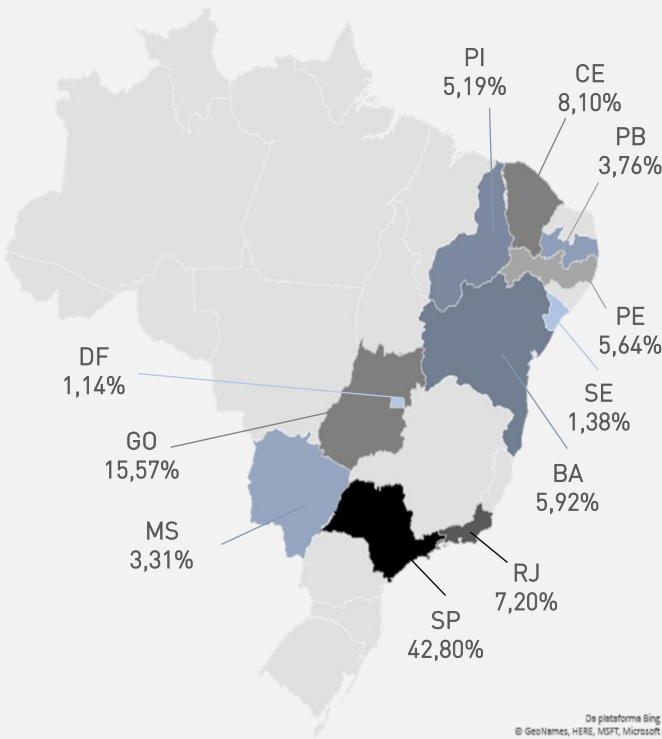 PI
5,19%
CE
8,10%
PB
3,76%
PE
5,64%
SE
1,38%
DF
1,14%
GO
15,57%
BA
5,92%
MS
3,31%
RJ
7,20%
SP
42,80%
Da plataforma Bing
© GeoNames, HERE, MSFT, Microsoft